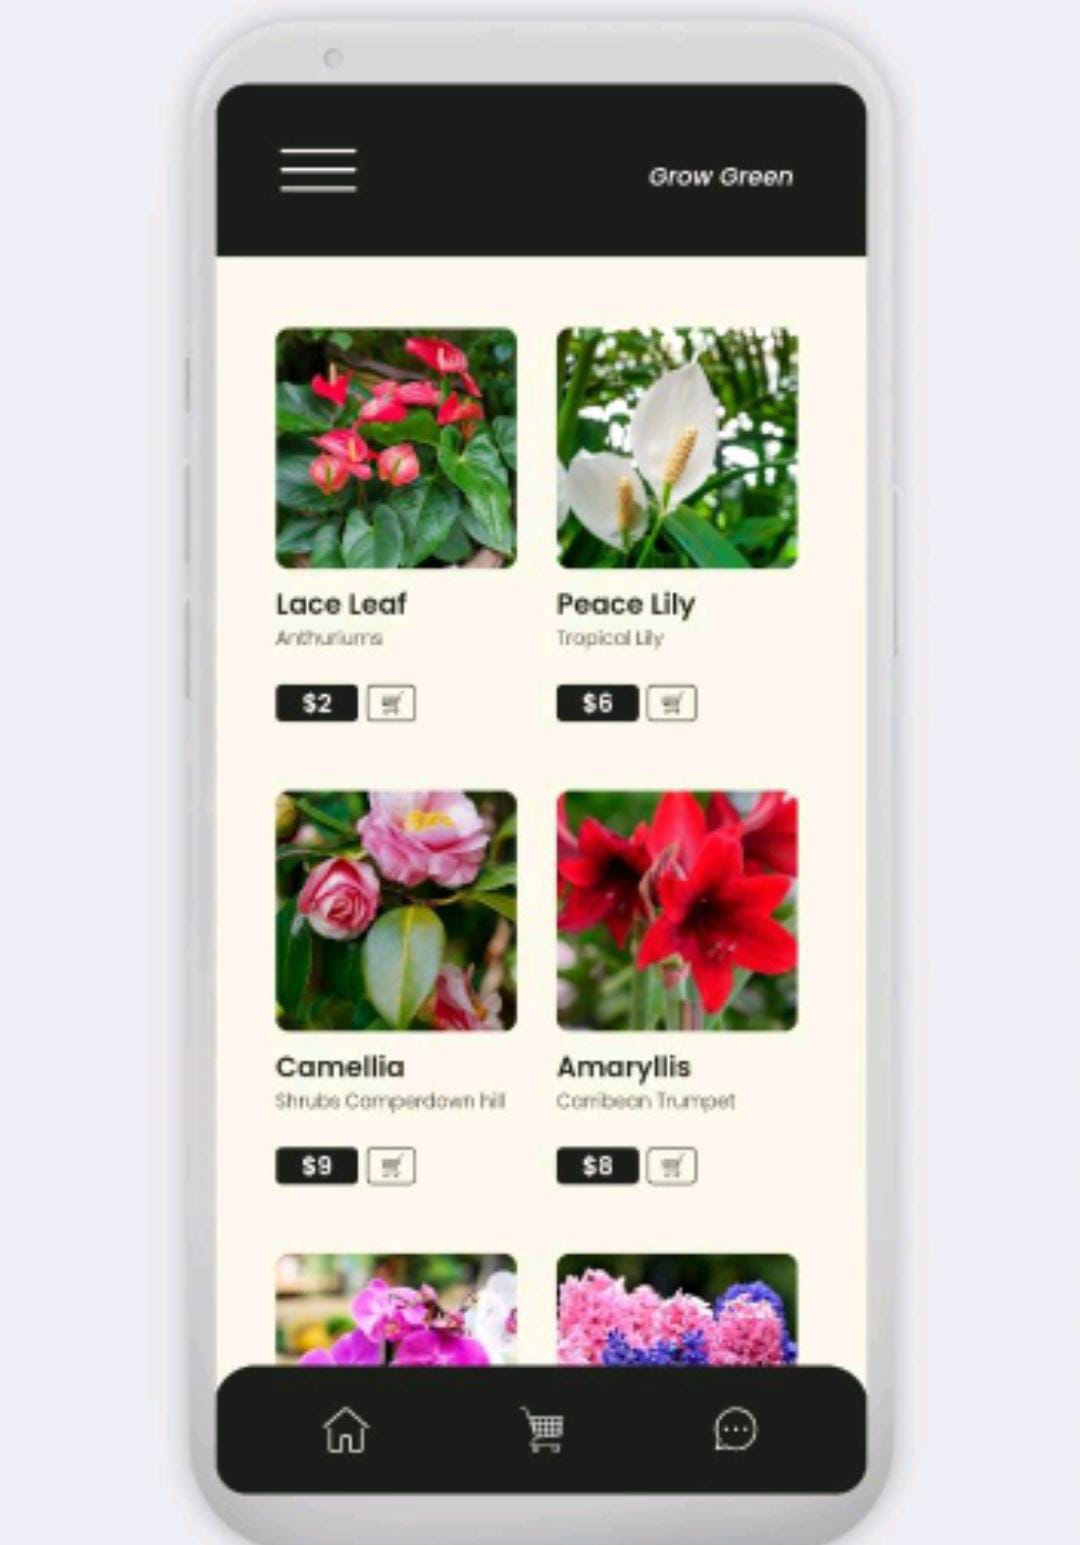 Grow Green
Lace Leaf
Anthuriums
$2
Peace Lily
Tropical Lily
$6
Camellia
Shrubs Camperdown hill
$9
Amaryllis
Carribean Trumpet
$8